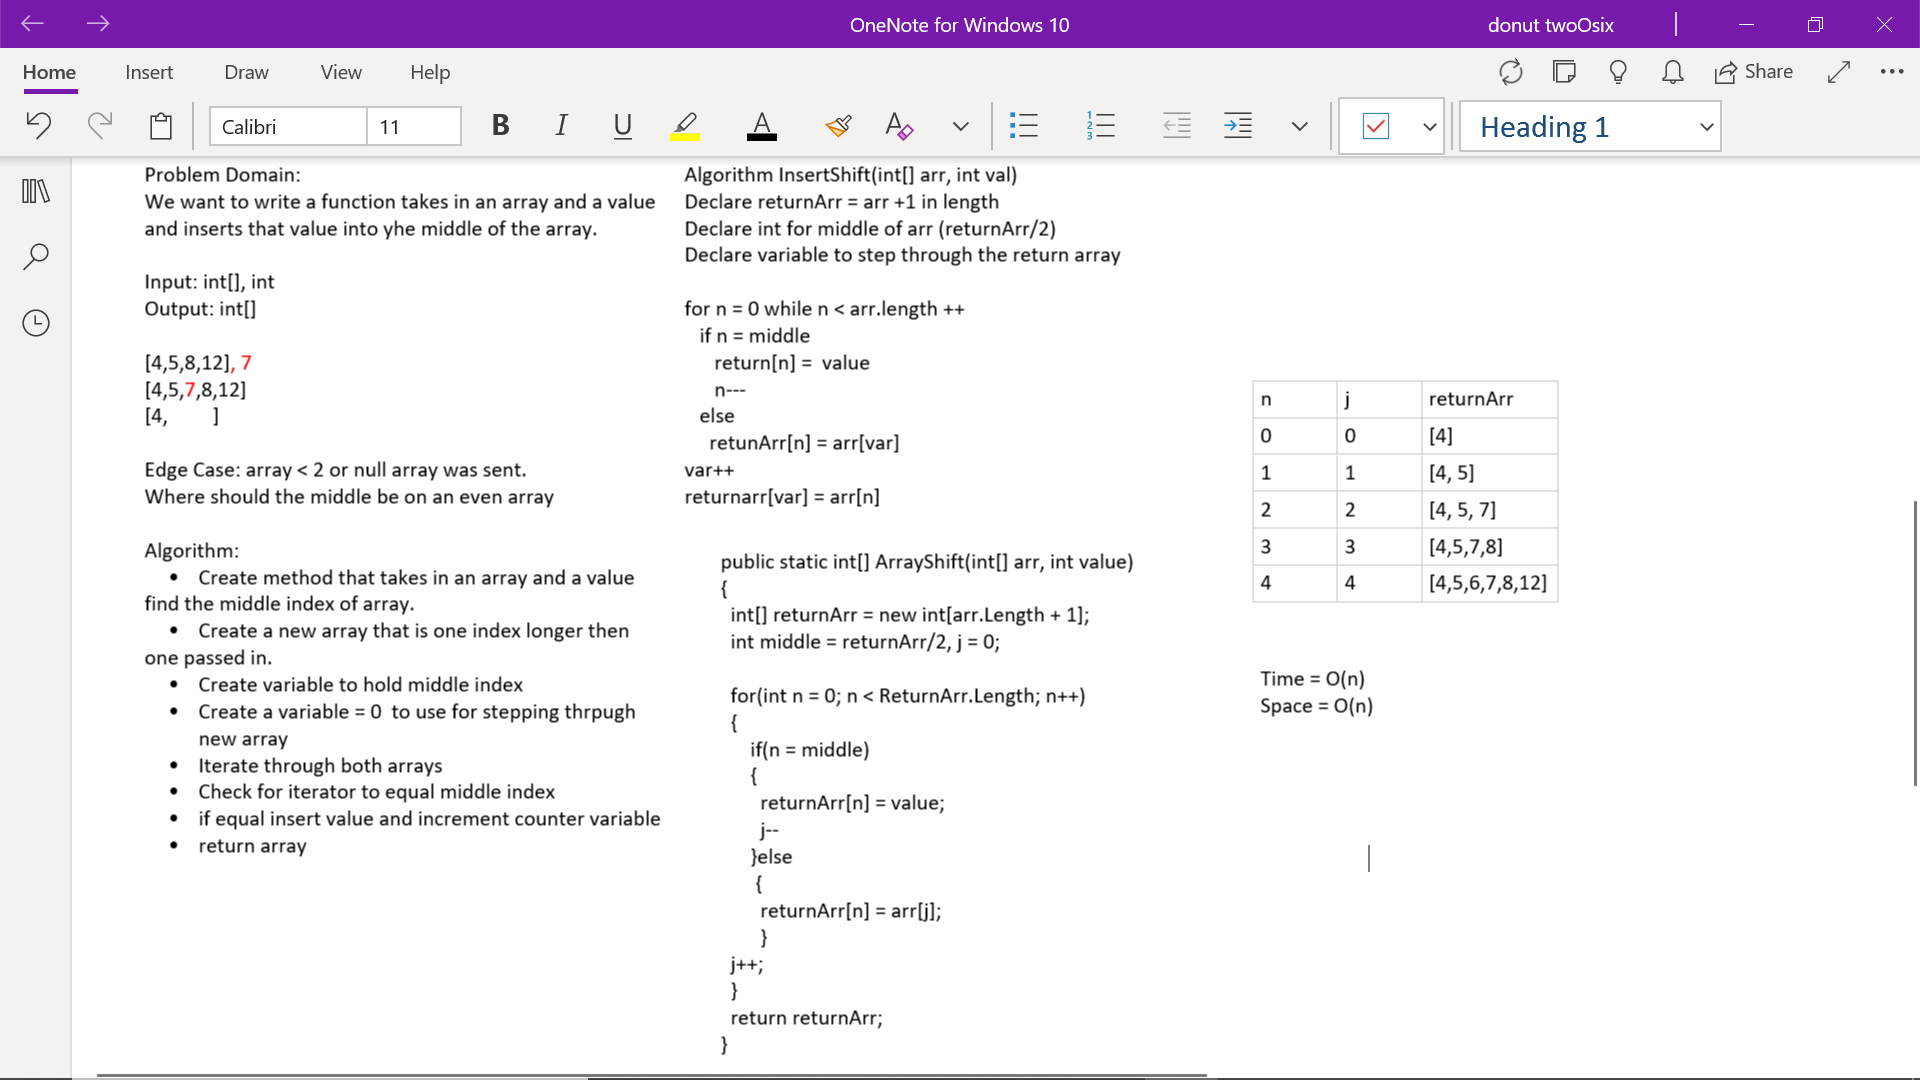 OneNote for Windows 10
donut twoOsix
Home
Insert
Draw
View
Help
Share
Calibri
11
B
I
U
A
A
1
2
3
Heading 1
Problem Domain:
We want to write a function takes in an array and a value
and inserts that value into yhe middle of the array.
Input: int[], int
Output: int[]
[4,5,8,12], 7
[4,5,7,8,12]
[4,        ]
Edge Case: array < 2 or null array was sent.
Where should the middle be on an even array
Algorithm:
• Create method that takes in an array and a value
find the middle index of array.
• Create a new array that is one index longer then
one passed in.
• Create variable to hold middle index
• Create a variable = 0  to use for stepping thrpugh
new array
• Iterate through both arrays
• Check for iterator to equal middle index
• if equal insert value and increment counter variable
• return array
Algorithm InsertShift(int[] arr, int val)
Declare returnArr = arr +1 in length
Declare int for middle of arr (returnArr/2)
Declare variable to step through the return array
for n = 0 while n < arr.length ++
if n = middle
return[n] =  value
n---
else
retunArr[n] = arr[var]
var++
returnarr[var] = arr[n]
public static int[] ArrayShift(int[] arr, int value)
{
int[] returnArr = new int[arr.Length + 1];
int middle = returnArr/2, j = 0;
for(int n = 0; n < ReturnArr.Length; n++)
{
if(n = middle)
{
returnArr[n] = value;
j--
}else
{
returnArr[n] = arr[j];
}
j++;
}
return returnArr;
}
n j returnArr
0 0 [4]
1 1 [4, 5]
2 2 [4, 5, 7]
3 3 [4,5,7,8]
4 4 [4,5,6,7,8,12]
Time = O(n)
Space = O(n)